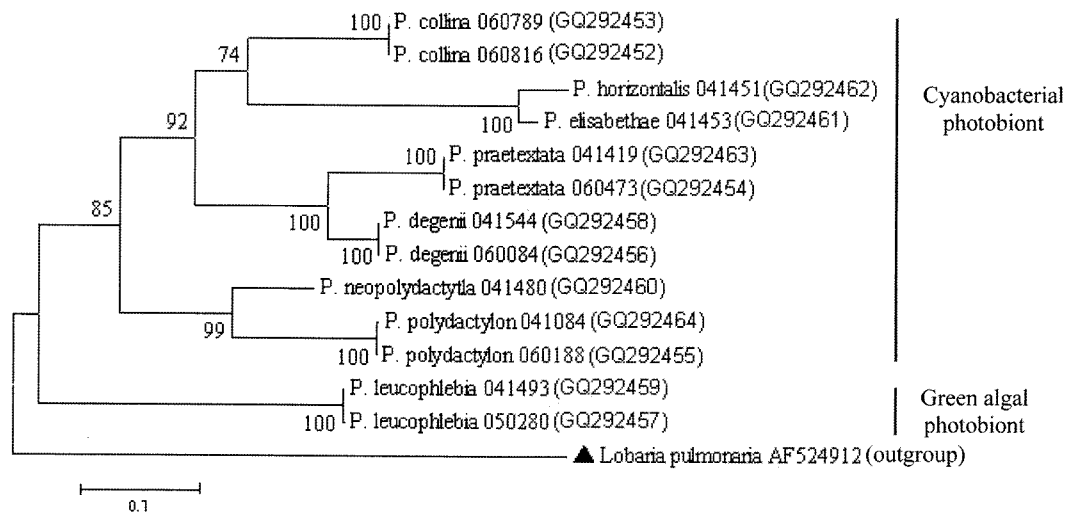 100 P. collina 060789 (GQ292453)
P. collina 060816 (GQ292452)
74
P. horizontalis 041451(GQ292462)
Cyanobacterial
photobiont
100 P. elisabethae 041453(GQ292461)
92
100 P. praetextata 041419 (GQ292463)
P. praetextata 060473 (GQ292454)
85
100 P. degenii 041544 (GQ292458)
100 P. degenii 060084 (GQ292456)
P. neopolydactytla 041480 (GQ292460)
99 P. polydactylon 041084 (GQ292464)
100 P. polydactylon 060188 (GQ292455)
P. leucophlebia 041493 (GQ292459)
Green algal
photobiont
100 P. leucophlebia 050280 (GQ292457)
Lobaria pulmonaria AF524912 (outgroup)
0.1